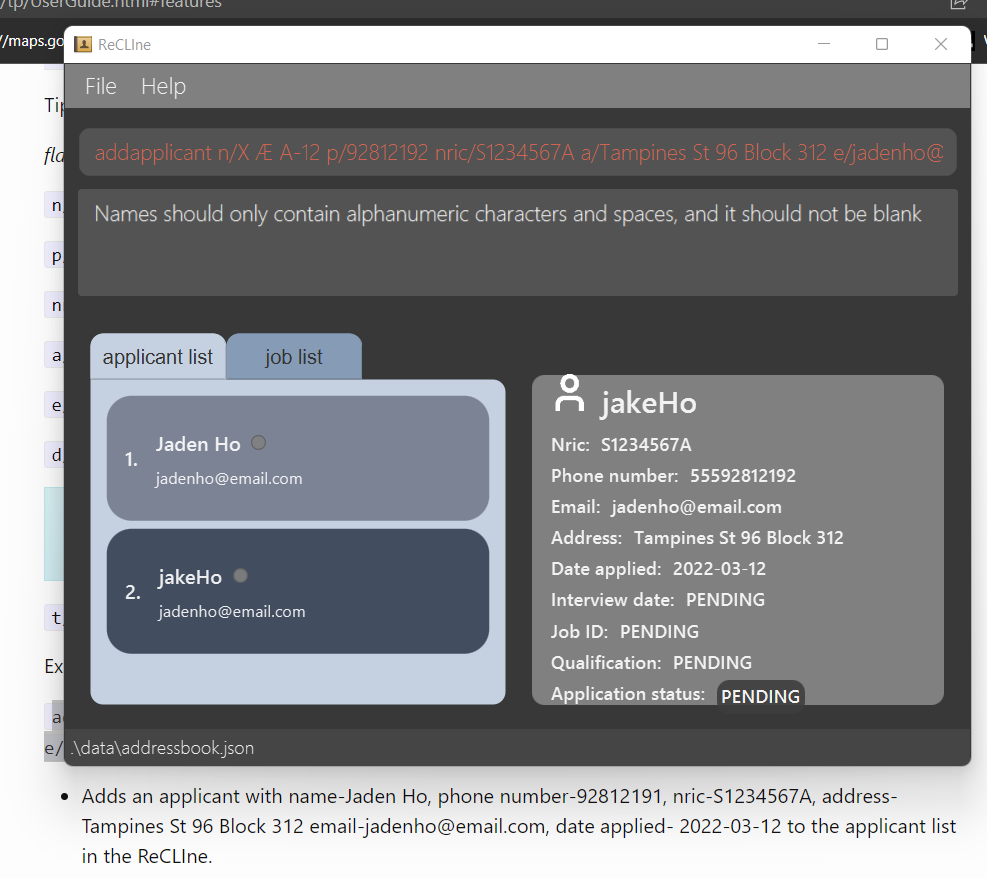 /tp/UserGuide.html#features
//maps.go
ReCLIne
Tip
File Help
fla
addapplicant n/X Æ A-12 p/92812192 nric/S1234567A a/Tampines St 96 Block 312 e/jadenho@
n
Names should only contain alphanumeric characters and spaces, and it should not be blank
p
a
applicant list job list
e
jakeHo
Jaden Ho
1.
jadenho@email.com
Nric: S1234567A
d
Phone number: 55592812192
Email: jadenho@email.com
Address: Tampines St 96 Block 312
jakeHo
2.
jadenho@email.com
Date applied: 2022-03-12
Interview date: PENDING
t
Job ID: PENDING
Qualification: PENDING
Ex
Application status: PENDING
a
e/
.\data\addressbook.json
Adds an applicant with name-Jaden Ho, phone number-92812191, nric-S1234567A, address-
Tampines St 96 Block 312 email-jadenho@email.com, date applied- 2022-03-12 to the applicant list
in the ReCLIne.